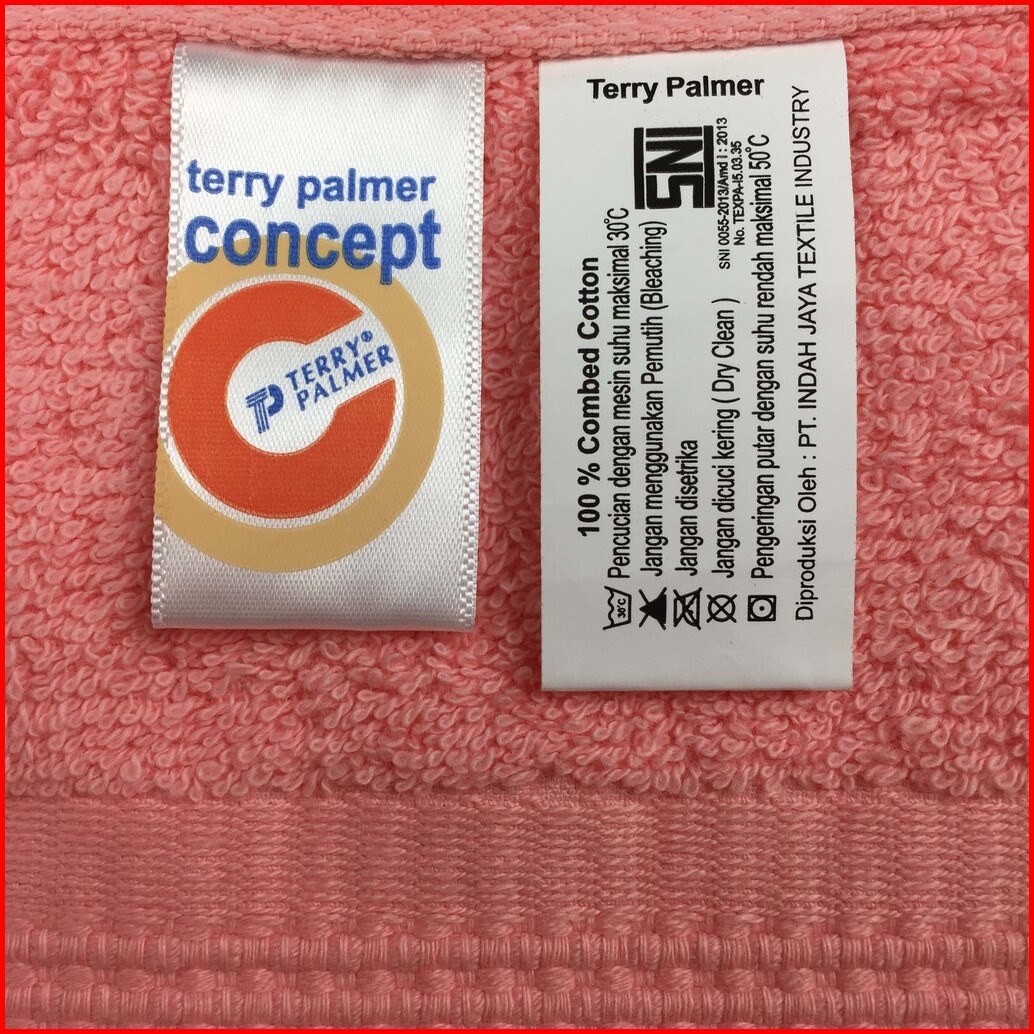 terry palmer
concept
TERRY®
PALMER
Terry Palmer
SNI
SNI 0055-2013/Amd I : 2013
No. TEXPA-I5.03.35
100 % Combed Cotton
30°C Pencucian dengan mesin suhu maksimal 30°C
Jangan menggunakan Pemutih (Bleaching)
Jangan disetrika
Jangan dicuci kering ( Dry Clean )
Pengeringan putar dengan suhu rendah maksimal 50°C
Diproduksi Oleh : PT. INDAH JAYA TEXTILE INDUSTRY